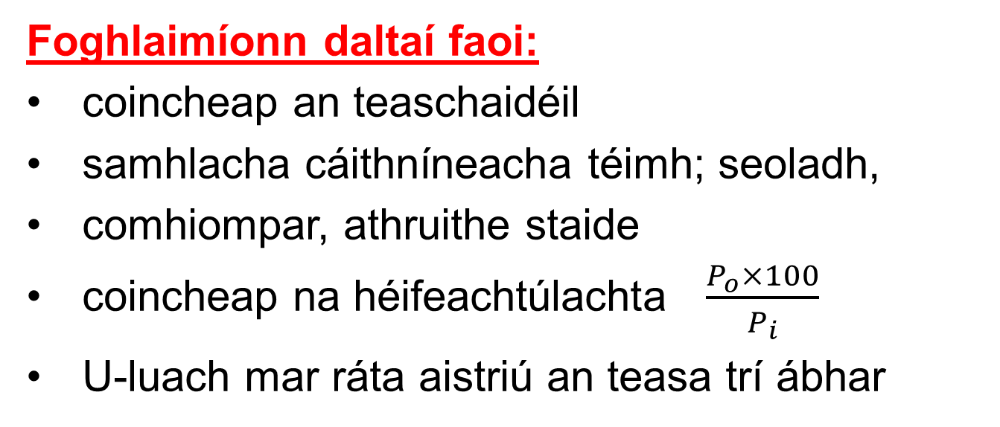 Foghlaimíonn daltaí faoi:
• coincheap an teaschaidéil
• samhlacha cáithníneacha téimh; seoladh,
• comhiompar, athruithe staide
• coincheap na héifeachtúlachta $\frac{P_o \times 100}{P_i}$
• U-luach mar ráta aistriú an teasa trí ábhar